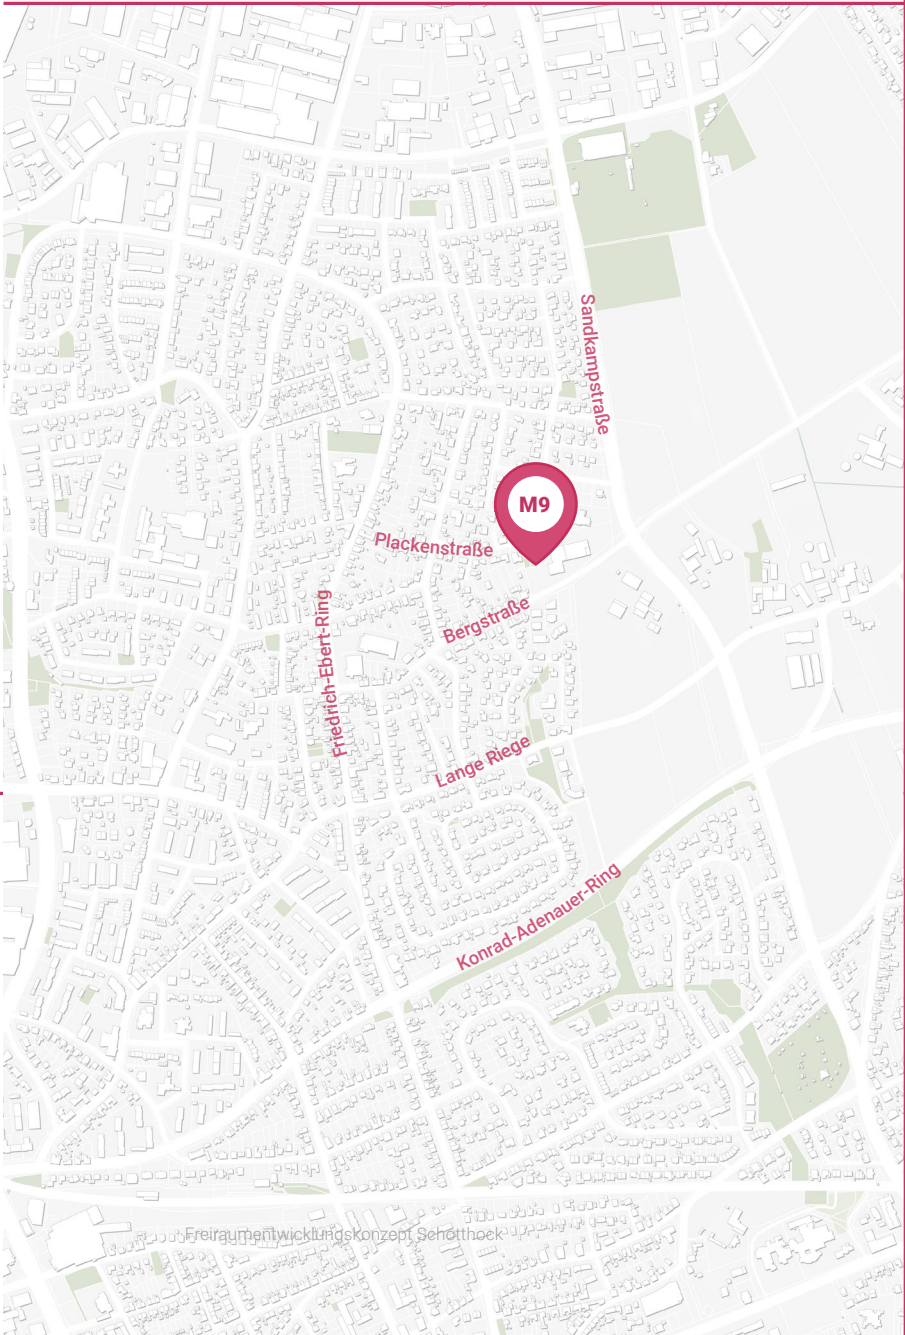 Sandkampstraße
M9
Plackenstraße
Bergstraße
Friedrich-Ebert-Ring
Lange Riege
Konrad-Adenauer-Ring
Freiraumentwicklungskonzept Schotthock